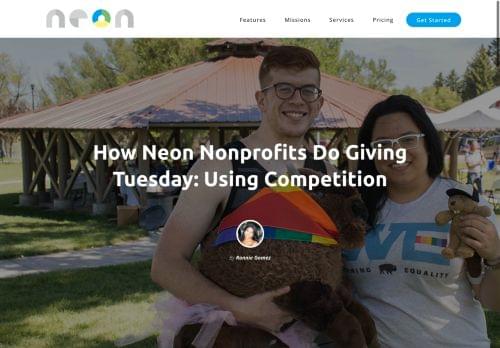 neon
Features Missions Services Pricing Get Started
How Neon Nonprofits Do Giving
Tuesday: Using Competition
By Ronnie Gomez
EQUALITY